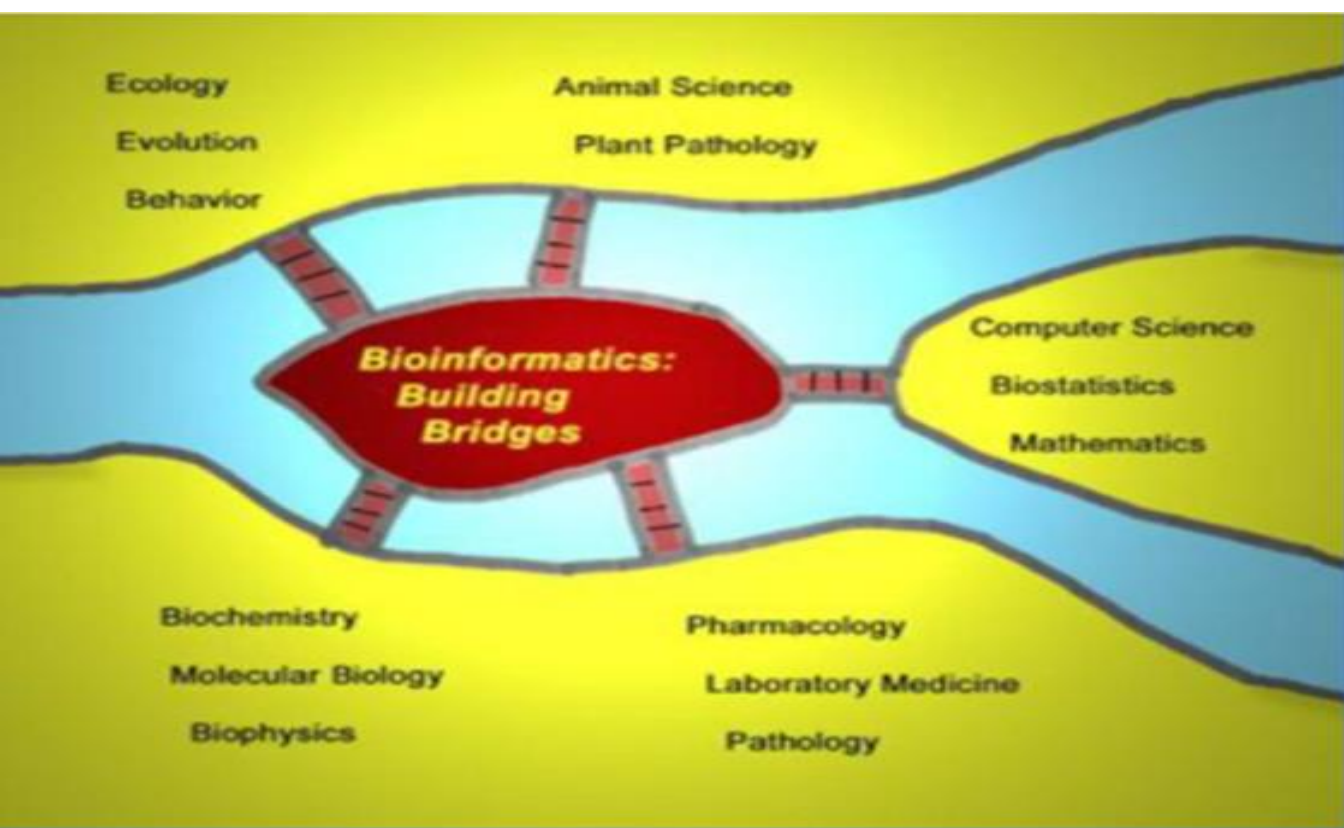 Ecology
Evolution
Behavior
Animal Science
Plant Pathology
Bioinformatics:
Building
Bridges
Computer Science
Biostatistics
Mathematics
Biochemistry
Molecular Biology
Biophysics
Pharmacology
Laboratory Medicine
Pathology